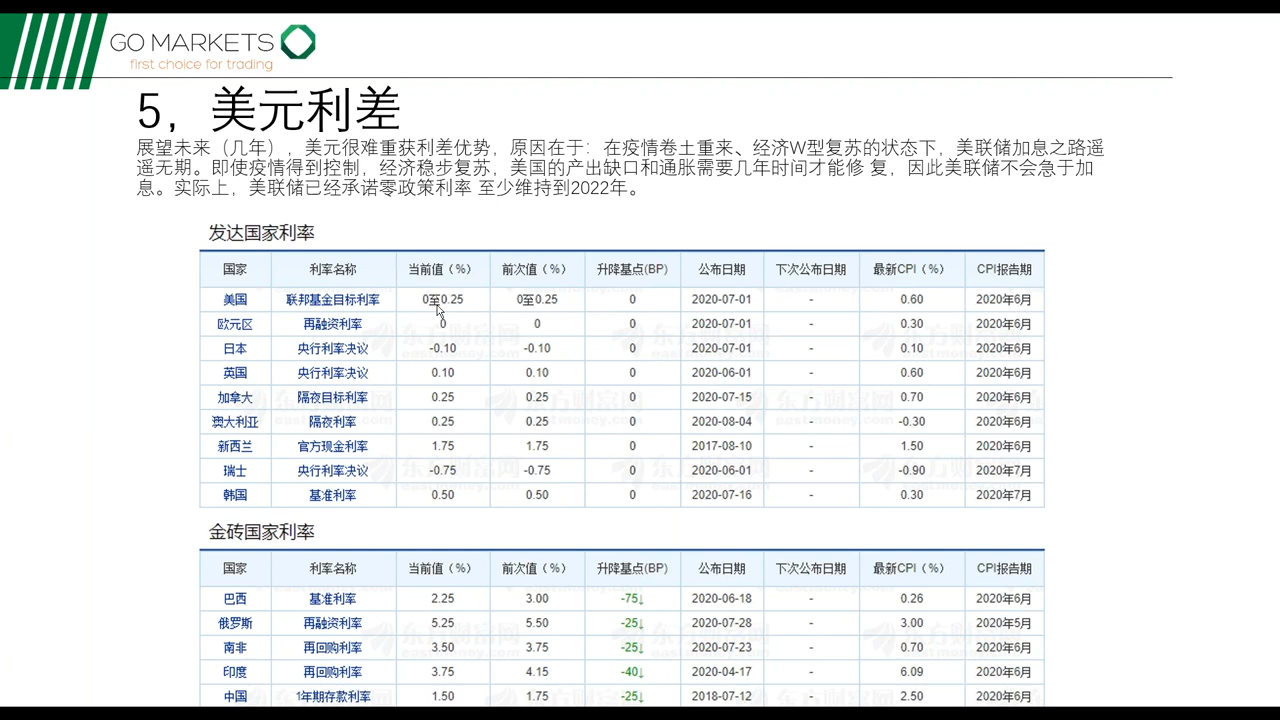 GO MARKETS
first choice for trading
5，美元利差
展望未来（几年），美元很难重获利差优势，原因在于：在疫情卷土重来、经济W型复苏的状态下，美联储加息之路遥
遥无期。即使疫情得到控制，经济稳步复苏，美国的产出缺口和通胀需要几年时间才能修 复，因此美联储不会急于加
息。实际上，美联储已经承诺零政策利率 至少维持到2022年。
发达国家利率
国家 利率名称 当前值（%） 前次值（%） 升降基点(BP) 公布日期 下次公布日期 最新CPI（%） CPI报告期
美国 联邦基金目标利率 0至0.25 0至0.25 0 2020-07-01 - 0.60 2020年6月
欧元区 再融资利率 0 0 0 2020-07-01 - 0.30 2020年6月
日本 央行利率决议 -0.10 -0.10 0 2020-07-01 - 0.10 2020年6月
英国 央行利率决议 0.10 0.10 0 2020-06-01 - 0.60 2020年6月
加拿大 隔夜目标利率 0.25 0.25 0 2020-07-15 - 0.70 2020年6月
澳大利亚 隔夜利率 0.25 0.25 0 2020-08-04 - -0.30 2020年6月
新西兰 官方现金利率 1.75 1.75 0 2017-08-10 - 1.50 2020年6月
瑞士 央行利率决议 -0.75 -0.75 0 2020-06-01 - -0.90 2020年7月
韩国 基准利率 0.50 0.50 0 2020-07-16 - 0.30 2020年7月
金砖国家利率
国家 利率名称 当前值（%） 前次值（%） 升降基点(BP) 公布日期 下次公布日期 最新CPI（%） CPI报告期
巴西 基准利率 2.25 3.00 -75↓ 2020-06-18 - 0.26 2020年6月
俄罗斯 再融资利率 5.25 5.50 -25↓ 2020-07-28 - 3.00 2020年5月
南非 再回购利率 3.50 3.75 -25↓ 2020-07-23 - 0.70 2020年6月
印度 再回购利率 3.75 4.15 -40↓ 2020-04-17 - 6.09 2020年6月
中国 1年期存款利率 1.50 1.75 -25↓ 2018-07-12 - 2.50 2020年6月